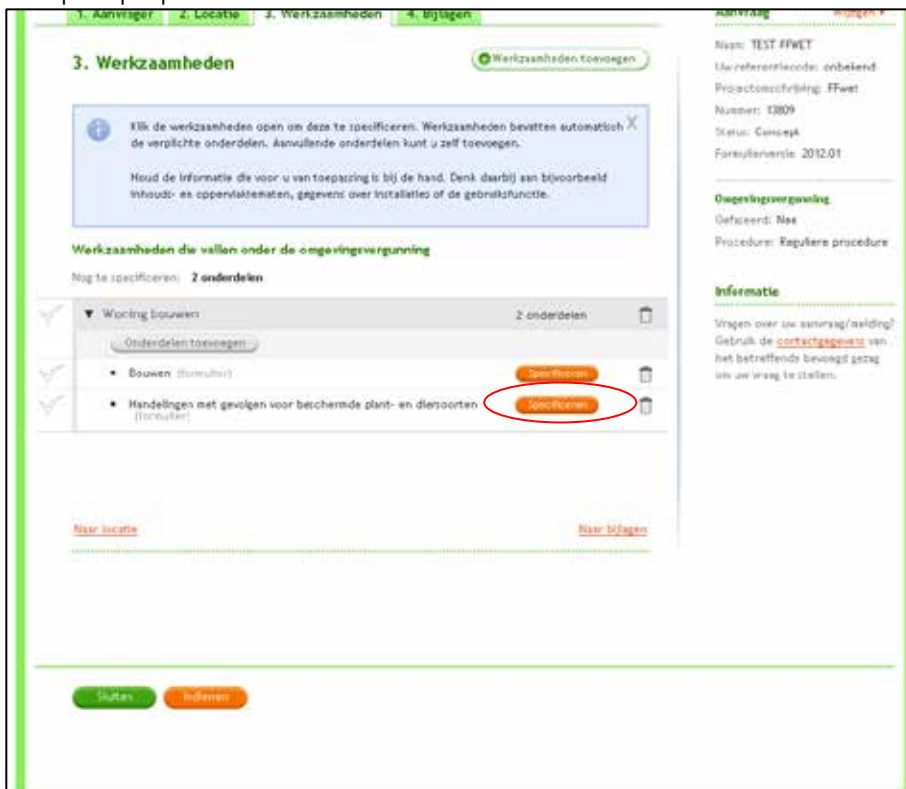 1. Aanvrager 2. Locatie 3. Werkzaamheden 4. Bijlagen
3. Werkzaamheden
Werkzaamheden toevoegen
Klik de werkzaamheden open om deze te specificeren. Werkzaamheden bevatten automatisch X
de verplichte onderdelen. Aanvullende onderdelen kunt u zelf toevoegen.
Houd de informatie die voor u van toepassing is bij de hand. Denk daarbij aan bijvoorbeeld
inhouds- en oppervlaktematen, gegevens over installaties of de gebruiksfunctie.
Werkzaamheden die vallen onder de omgevingsvergunning
Nog te specificeren: 2 onderdelen
Woning bouwen 2 onderdelen
Onderdelen toevoegen
Bouwen (formulier) Specificeren
Handelingen met gevolgen voor beschermde plant- en diersoorten Specificeren
(formulier)
Naar locatie Naar bijlagen
Sluiten Indienen
Aanvraag Wijzigen
Naam: TEST FFWET
Uw referentiecode: onbekend
Projectomschrijving: FFwet
Nummer: 13809
Status: Concept
Formulierversie: 2012.01
Omgevingsvergunning
Gefaseerd: Nee
Procedure: Reguliere procedure
Informatie
Vragen over uw aanvraag/melding?
Gebruik de contactgegevens van
het betreffende bevoegd gezag
om uw vraag te stellen.